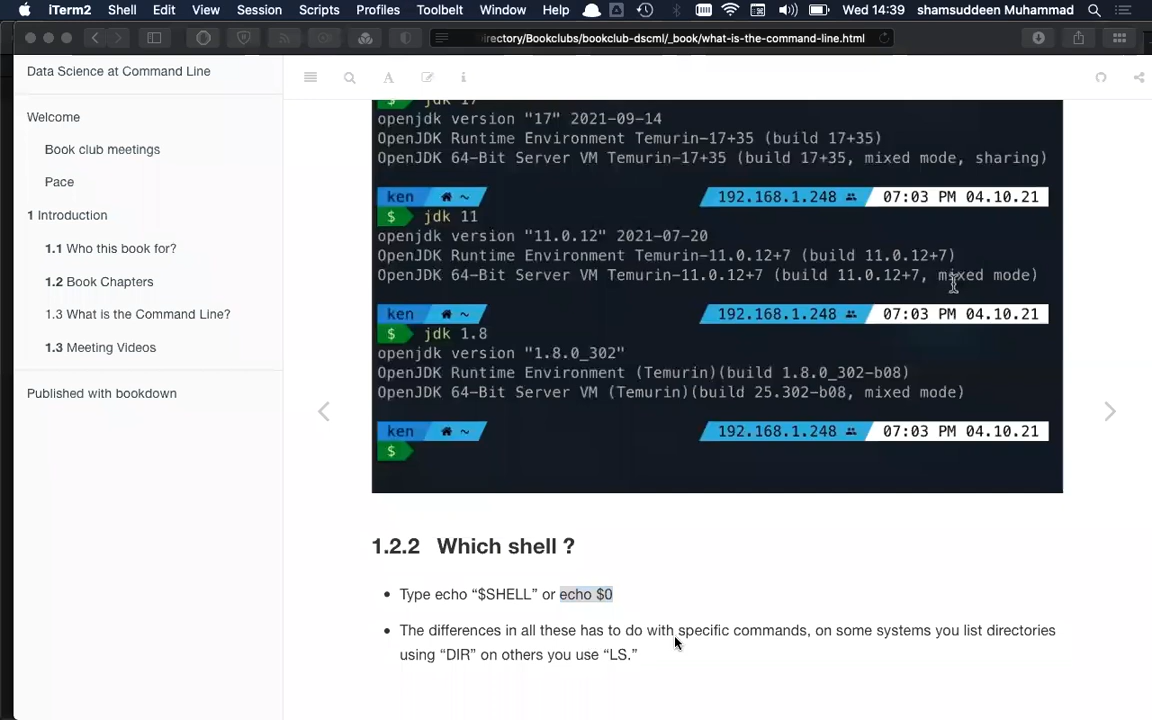 iTerm2 Shell Edit View Session Scripts Profiles Toolbelt Window Help Wed 14:39 shamsuddeen Muhammad
irectory/Bookclubs/bookclub-dscml/_book/what-is-the-command-line.html
Data Science at Command Line
Welcome
Book club meetings
Pace
1 Introduction
1.1 Who this book for?
1.2 Book Chapters
1.3 What is the Command Line?
1.3 Meeting Videos
Published with bookdown
$ jdk 17
openjdk version "17" 2021-09-14
OpenJDK Runtime Environment Temurin-17+35 (build 17+35)
OpenJDK 64-Bit Server VM Temurin-17+35 (build 17+35, mixed mode, sharing)
ken ~ 192.168.1.248 07:03 PM 04.10.21
$ jdk 11
openjdk version "11.0.12" 2021-07-20
OpenJDK Runtime Environment Temurin-11.0.12+7 (build 11.0.12+7)
OpenJDK 64-Bit Server VM Temurin-11.0.12+7 (build 11.0.12+7, mixed mode)
ken ~ 192.168.1.248 07:03 PM 04.10.21
$ jdk 1.8
openjdk version "1.8.0_302"
OpenJDK Runtime Environment (Temurin)(build 1.8.0_302-b08)
OpenJDK 64-Bit Server VM (Temurin)(build 25.302-b08, mixed mode)
ken ~ 192.168.1.248 07:03 PM 04.10.21
$
1.2.2 Which shell ?
• Type echo “$SHELL” or echo $0
• The differences in all these has to do with specific commands, on some systems you list directories
using “DIR” on others you use “LS.”